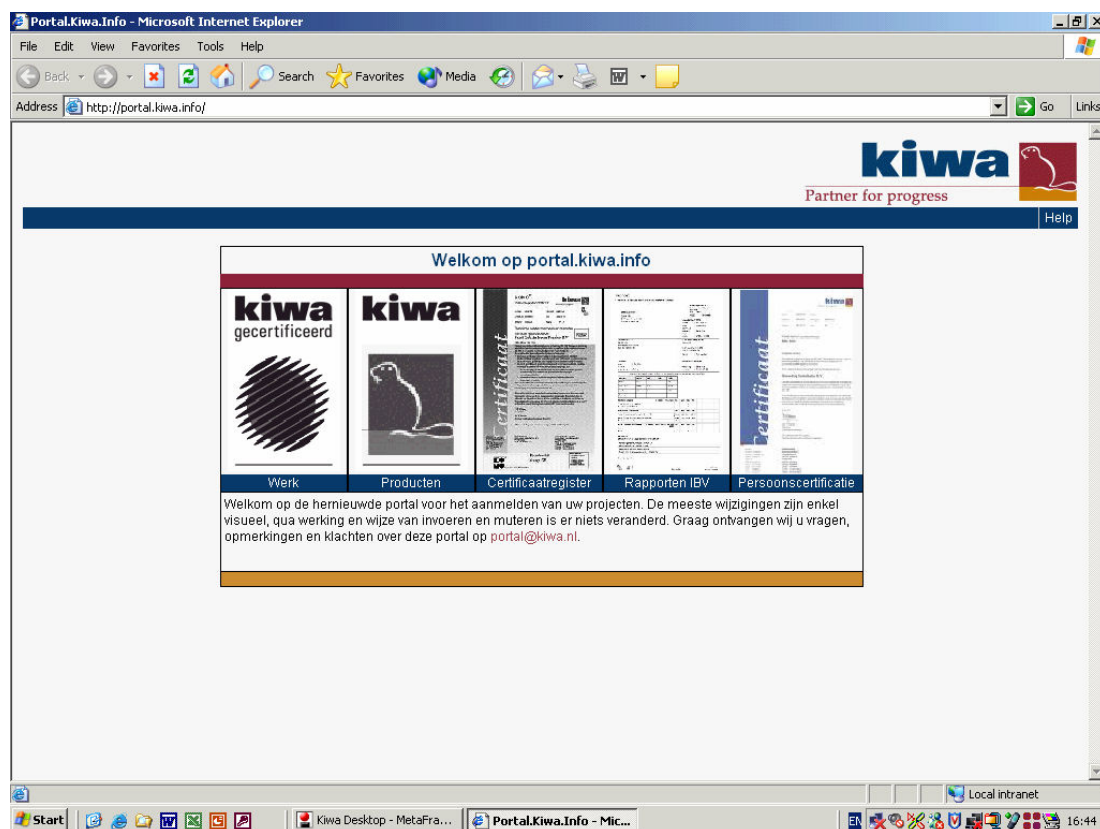 Portal.Kiwa.Info - Microsoft Internet Explorer
File Edit View Favorites Tools Help
Back Search Favorites Media
Address http://portal.kiwa.info/ Go Links
kiwa
Partner for progress
Help
Welkom op portal.kiwa.info
kiwa
gecertificeerd
kiwa
Certificaat
Certificaat
Werk Producten Certificaatregister Rapporten IBV Persoonscertificatie
Welkom op de hernieuwde portal voor het aanmelden van uw projecten. De meeste wijzigingen zijn enkel
visueel, qua werking en wijze van invoeren en muteren is er niets veranderd. Graag ontvangen wij u vragen,
opmerkingen en klachten over deze portal op portal@kiwa.nl.
Local intranet
Start Kiwa Desktop - MetaFra... Portal.Kiwa.Info - Mic... EN 16:44